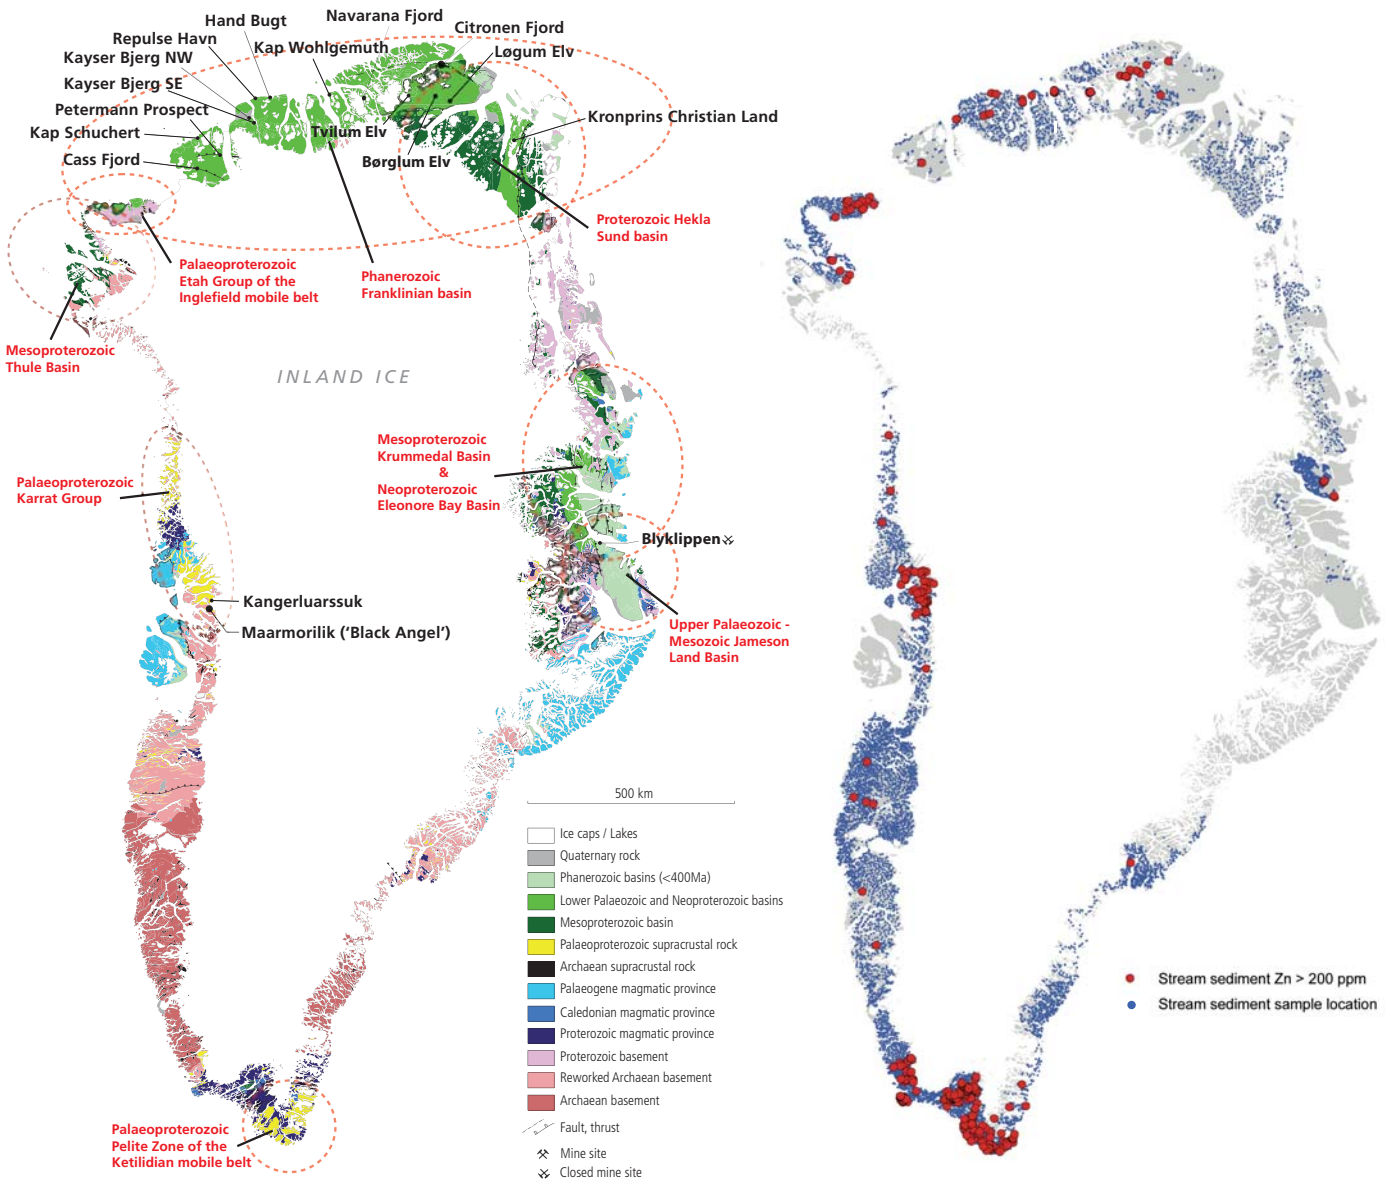 Navarana Fjord
Hand Bugt
Citronen Fjord
Repulse Havn
Kap Wohlgemuth
Løgum Elv
Kayser Bjerg NW
Kayser Bjerg SE
Petermann Prospect
Kap Schuchert
Cass Fjord
Tvilum Elv
Børglum Elv
Kronprins Christian Land
Proterozoic Hekla
Sund basin
Palaeoproterozoic
Etah Group of the
Inglefield mobile belt
Phanerozoic
Franklinian basin
Mesoproterozoic
Thule Basin
INLAND ICE
Mesoproterozoic
Krummedal Basin
&
Neoproterozoic
Eleonore Bay Basin
Palaeoproterozoic
Karrat Group
Blyklippen
Kangerluarssuk
Maarmorilik ('Black Angel')
Upper Palaeozoic -
Mesozoic Jameson
Land Basin
500 km
Ice caps / Lakes
Quaternary rock
Phanerozoic basins (<400Ma)
Lower Palaeozoic and Neoproterozoic basins
Mesoproterozoic basin
Palaeoproterozoic supracrustal rock
Archaean supracrustal rock
Palaeogene magmatic province
Caledonian magmatic province
Proterozoic magmatic province
Proterozoic basement
Reworked Archaean basement
Archaean basement
Fault, thrust
Mine site
Closed mine site
Palaeoproterozoic
Pelite Zone of the
Ketilidian mobile belt
Stream sediment Zn > 200 ppm
Stream sediment sample location